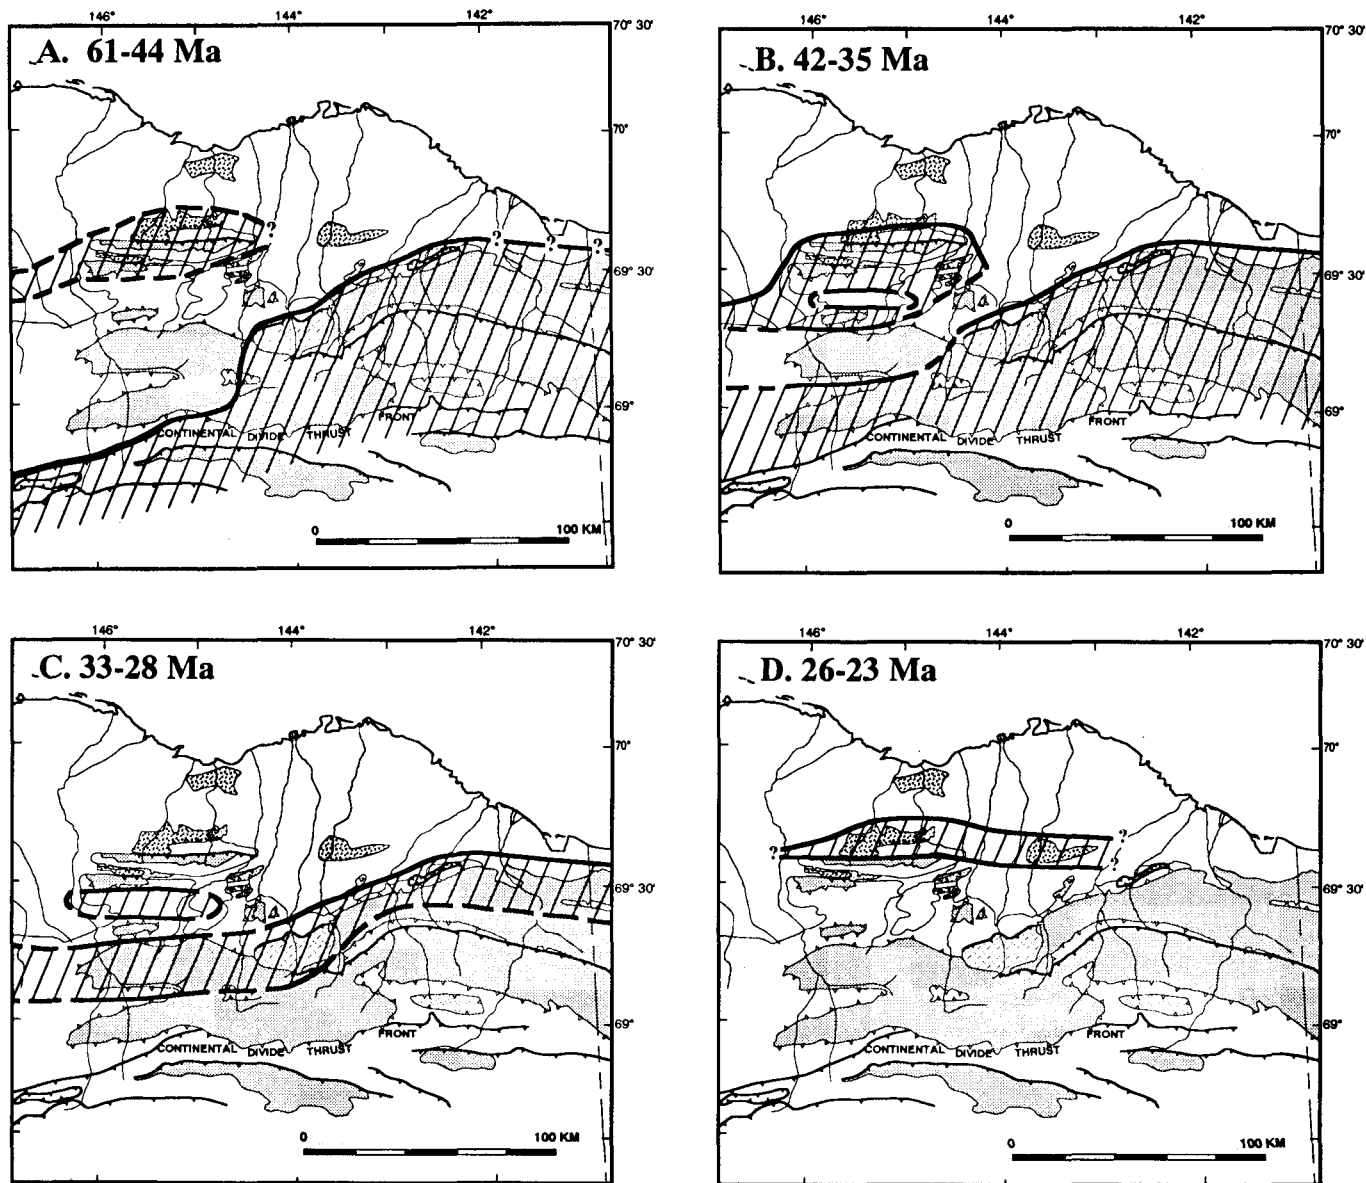 146° 144° 142°
70° 30'
A. 61-44 Ma
70°
?
? ? ?
69° 30'
69°
CONTINENTAL DIVIDE THRUST FRONT
0 100 KM
146° 144° 142°
70° 30'
B. 42-35 Ma
70°
69° 30'
69°
CONTINENTAL DIVIDE THRUST FRONT
0 100 KM
146° 144° 142°
70° 30'
C. 33-28 Ma
70°
69° 30'
69°
CONTINENTAL DIVIDE THRUST FRONT
0 100 KM
146° 144° 142°
70° 30'
D. 26-23 Ma
70°
? ?
?
69° 30'
69°
CONTINENTAL DIVIDE THRUST FRONT
0 100 KM